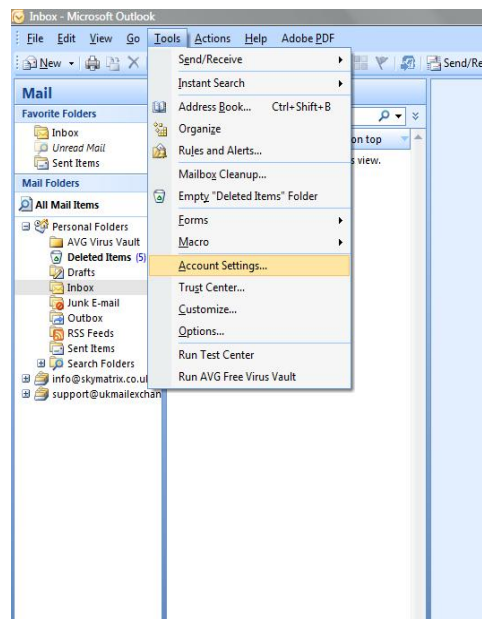 Inbox - Microsoft Outlook
File Edit View Go Tools Actions Help Adobe PDF
New Send/Re
Mail
Favorite Folders
Inbox
Unread Mail
Sent Items
Mail Folders
All Mail Items
Personal Folders
AVG Virus Vault
Deleted Items (5)
Drafts
Inbox
Junk E-mail
Outbox
RSS Feeds
Sent Items
Search Folders
info@skymatrix.co.u
support@ukmailexchan
Send/Receive
Instant Search
Address Book... Ctrl+Shift+B
Organize
Rules and Alerts...
Mailbox Cleanup...
Empty "Deleted Items" Folder
Forms
Macro
Account Settings...
Trust Center...
Customize...
Options...
Run Test Center
Run AVG Free Virus Vault
on top
s view.